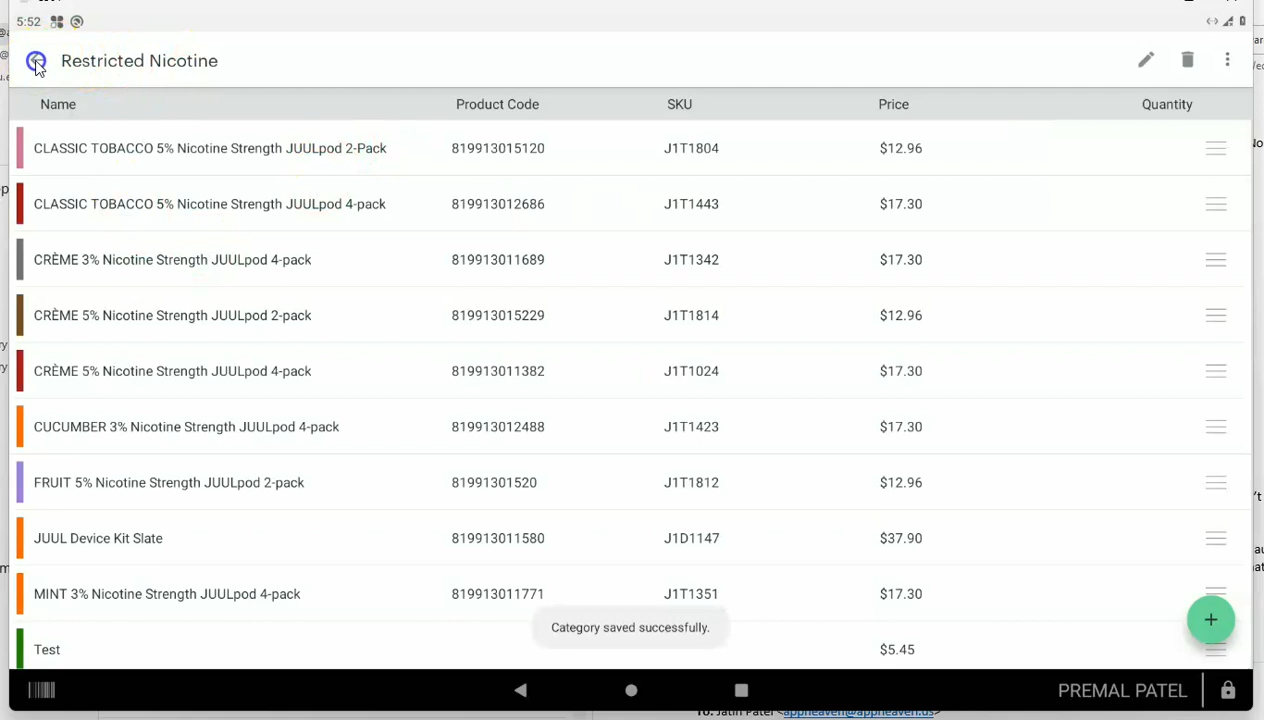 5:52
Restricted Nicotine
Name Product Code SKU Price Quantity
CLASSIC TOBACCO 5% Nicotine Strength JUULpod 2-Pack 819913015120 J1T1804 $12.96
CLASSIC TOBACCO 5% Nicotine Strength JUULpod 4-pack 819913012686 J1T1443 $17.30
CRÈME 3% Nicotine Strength JUULpod 4-pack 819913011689 J1T1342 $17.30
CRÈME 5% Nicotine Strength JUULpod 2-pack 819913015229 J1T1814 $12.96
CRÈME 5% Nicotine Strength JUULpod 4-pack 819913011382 J1T1024 $17.30
CUCUMBER 3% Nicotine Strength JUULpod 4-pack 819913012488 J1T1423 $17.30
FRUIT 5% Nicotine Strength JUULpod 2-pack 81991301520 J1T1812 $12.96
JUUL Device Kit Slate 819913011580 J1D1147 $37.90
MINT 3% Nicotine Strength JUULpod 4-pack 819913011771 J1T1351 $17.30
Category saved successfully.
Test $5.45
PREMAL PATEL
To: Jatin Patel <appheaven@appheaven.us>